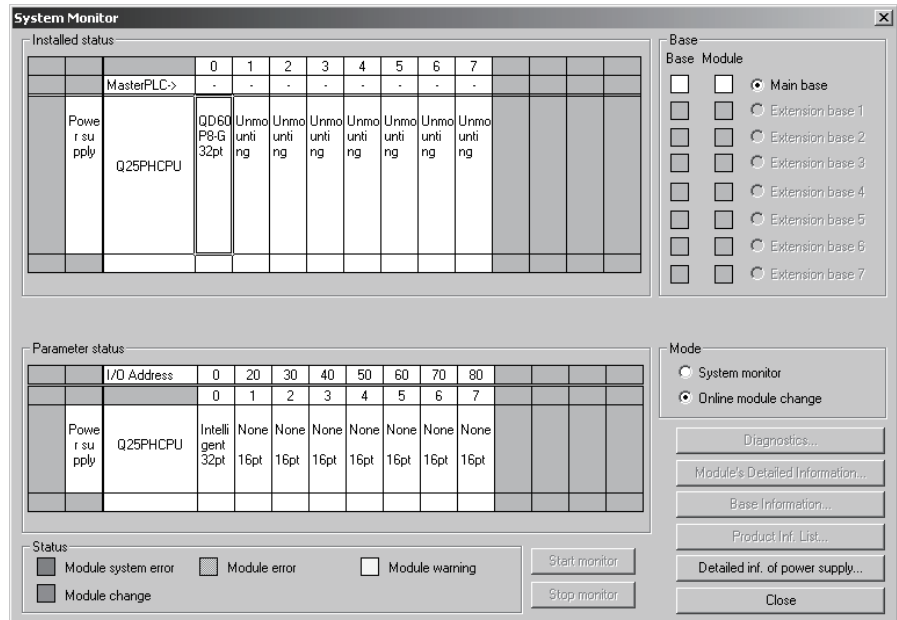 System Monitor
Installed status
0 1 2 3 4 5 6 7
MasterPLC-> - - - - - - - -
Powe QD60 Unmo Unmo Unmo Unmo Unmo Unmo Unmo
r su P8-G unti unti unti unti unti unti unti
pply 32pt ng ng ng ng ng ng ng
Q25PHCPU
Base
Base Module
Main base
Extension base 1
Extension base 2
Extension base 3
Extension base 4
Extension base 5
Extension base 6
Extension base 7
Parameter status
I/O Address 0 20 30 40 50 60 70 80
0 1 2 3 4 5 6 7
Powe Intelli None None None None None None None
r su Q25PHCPU gent
pply 32pt 16pt 16pt 16pt 16pt 16pt 16pt 16pt
Mode
System monitor
Online module change
Diagnostics...
Module's Detailed Information...
Base Information...
Product Inf. List...
Detailed inf. of power supply...
Close
Status
Module system error Module error Module warning
Module change
Start monitor
Stop monitor